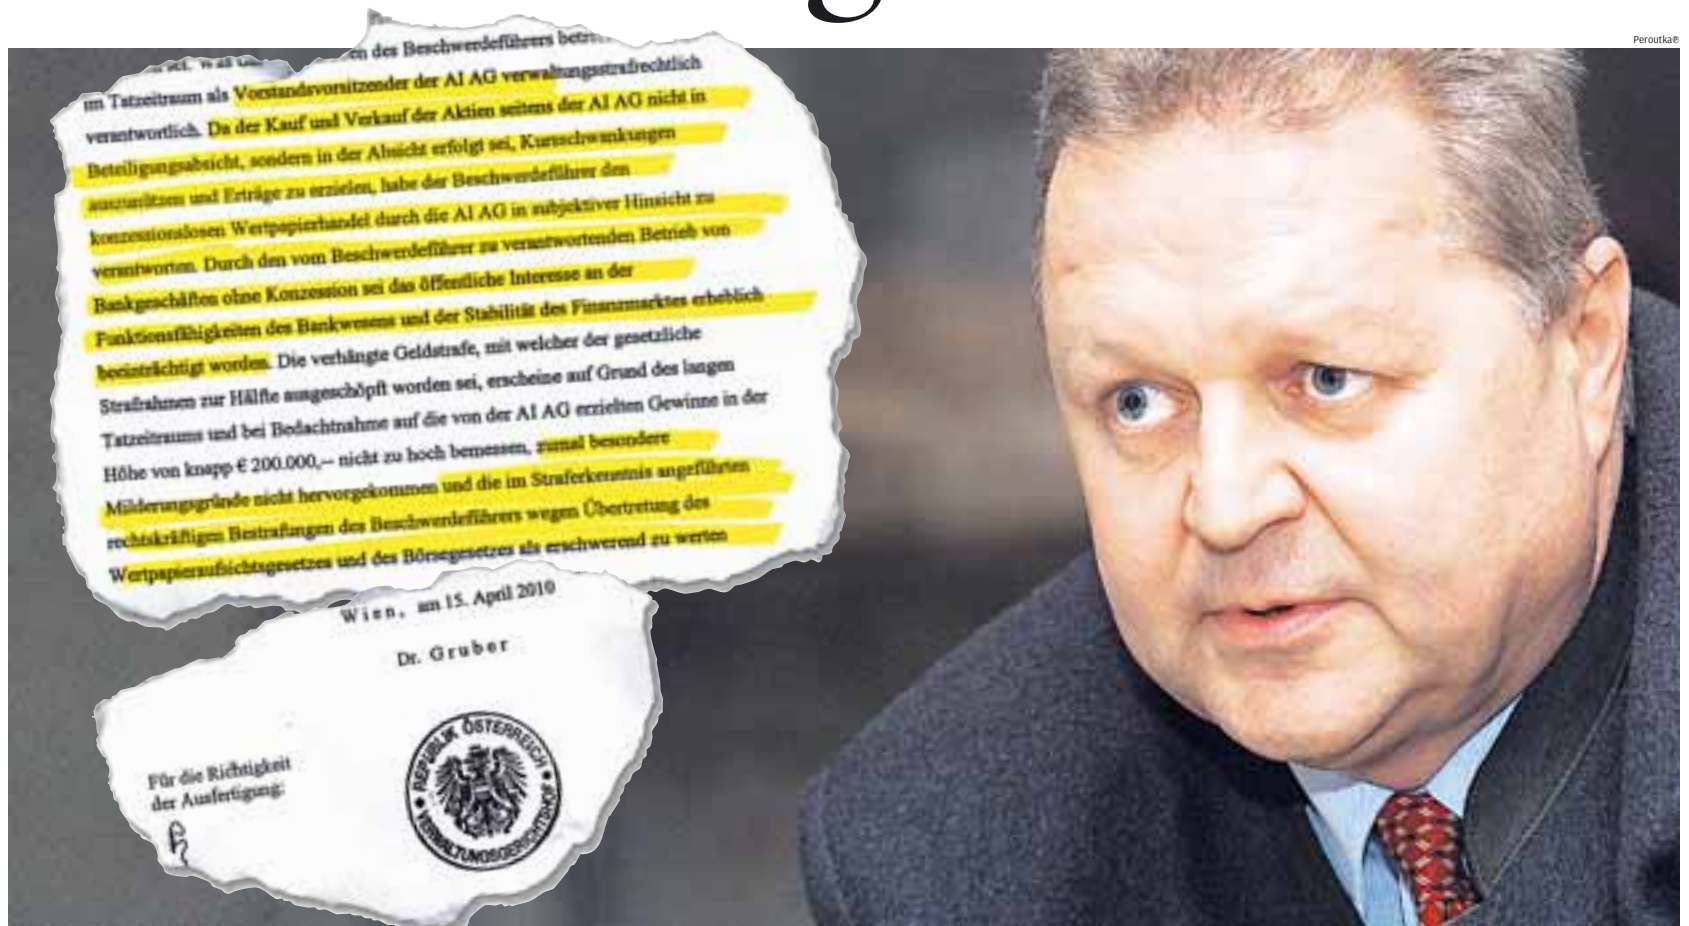 g
Peroutka®
en des Beschwerdeführers
im Tatzeitraum als Vorstandsvorsitzender der AI AG verwaltungsstrafrechtlich
verantwortlich. Da der Kauf und Verkauf der Aktien seitens der AI AG nicht in
Beteiligungsabsicht, sondern in der Absicht erfolgt sei, Kursschwankungen
auszunützen und Erträge zu erzielen, habe der Beschwerdeführer den
konzessionslosen Wertpapierhandel durch die AI AG in subjektiver Hinsicht zu
verantworten. Durch den vom Beschwerdeführer zu verantwortenden Betrieb von
Bankgeschäften ohne Konzession sei das öffentliche Interesse an der
Funktionsfähigkeiten des Bankwesens und der Stabilität des Finanzmarktes erheblich
beeinträchtigt worden. Die verhängte Geldstrafe, mit welcher der gesetzliche
Strafrahmen zur Hälfte ausgeschöpft worden sei, erscheine auf Grund des langen
Tatzeitraums und bei Bedachtnahme auf die von der AI AG erzielten Gewinne in der
Höhe von knapp € 200.000,-- nicht zu hoch bemessen, zumal besondere
Milderungsgründe nicht hervorgekommen und die im Straferkenntnis angeführten
rechtskräftigen Bestrafungen des Beschwerdeführers wegen Übertretung des
Wertpapieraufsichtsgesetzes und des Börsegesetzes als erschwerend zu werten
Wien, am 15. April 2010
Dr. Gruber
Für die Richtigkeit
der Ausfertigung:
REPUBLIK ÖSTERREICH
VERWALTUNGSGERICHTSHOF